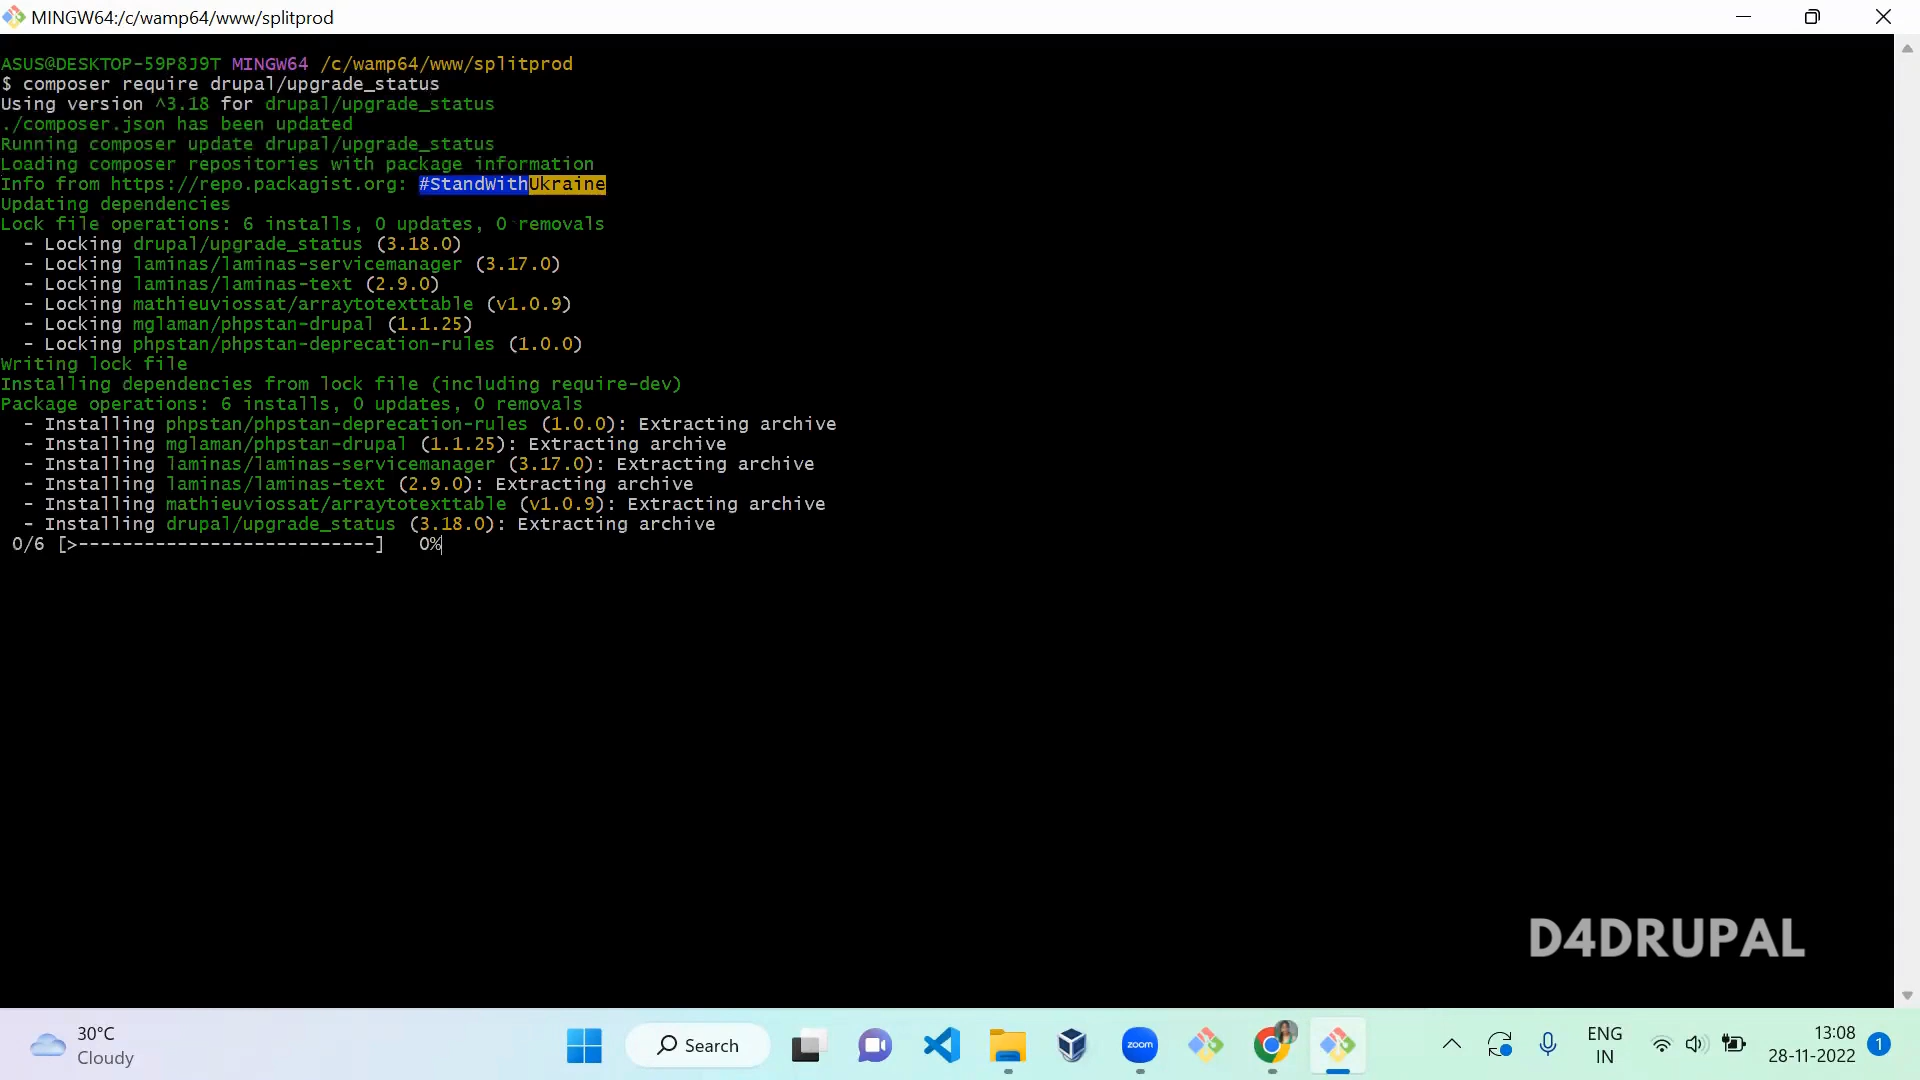 MINGW64:/c/wamp64/www/splitprod
ASUS@DESKTOP-59P8J9T MINGW64 /c/wamp64/www/splitprod
$ composer require drupal/upgrade_status
Using version ^3.18 for drupal/upgrade_status
./composer.json has been updated
Running composer update drupal/upgrade_status
Loading composer repositories with package information
Info from https://repo.packagist.org: #StandWithUkraine
Updating dependencies
Lock file operations: 6 installs, 0 updates, 0 removals
  - Locking drupal/upgrade_status (3.18.0)
  - Locking laminas/laminas-servicemanager (3.17.0)
  - Locking laminas/laminas-text (2.9.0)
  - Locking mathieuviossat/arraytotexttable (v1.0.9)
  - Locking mglaman/phpstan-drupal (1.1.25)
  - Locking phpstan/phpstan-deprecation-rules (1.0.0)
Writing lock file
Installing dependencies from lock file (including require-dev)
Package operations: 6 installs, 0 updates, 0 removals
  - Installing phpstan/phpstan-deprecation-rules (1.0.0): Extracting archive
  - Installing mglaman/phpstan-drupal (1.1.25): Extracting archive
  - Installing laminas/laminas-servicemanager (3.17.0): Extracting archive
  - Installing laminas/laminas-text (2.9.0): Extracting archive
  - Installing mathieuviossat/arraytotexttable (v1.0.9): Extracting archive
  - Installing drupal/upgrade_status (3.18.0): Extracting archive
 0/6 [>---------------------------]   0%
D4DRUPAL
30°C
Cloudy
Search
zoom
ENG
IN
13:08
28-11-2022
1